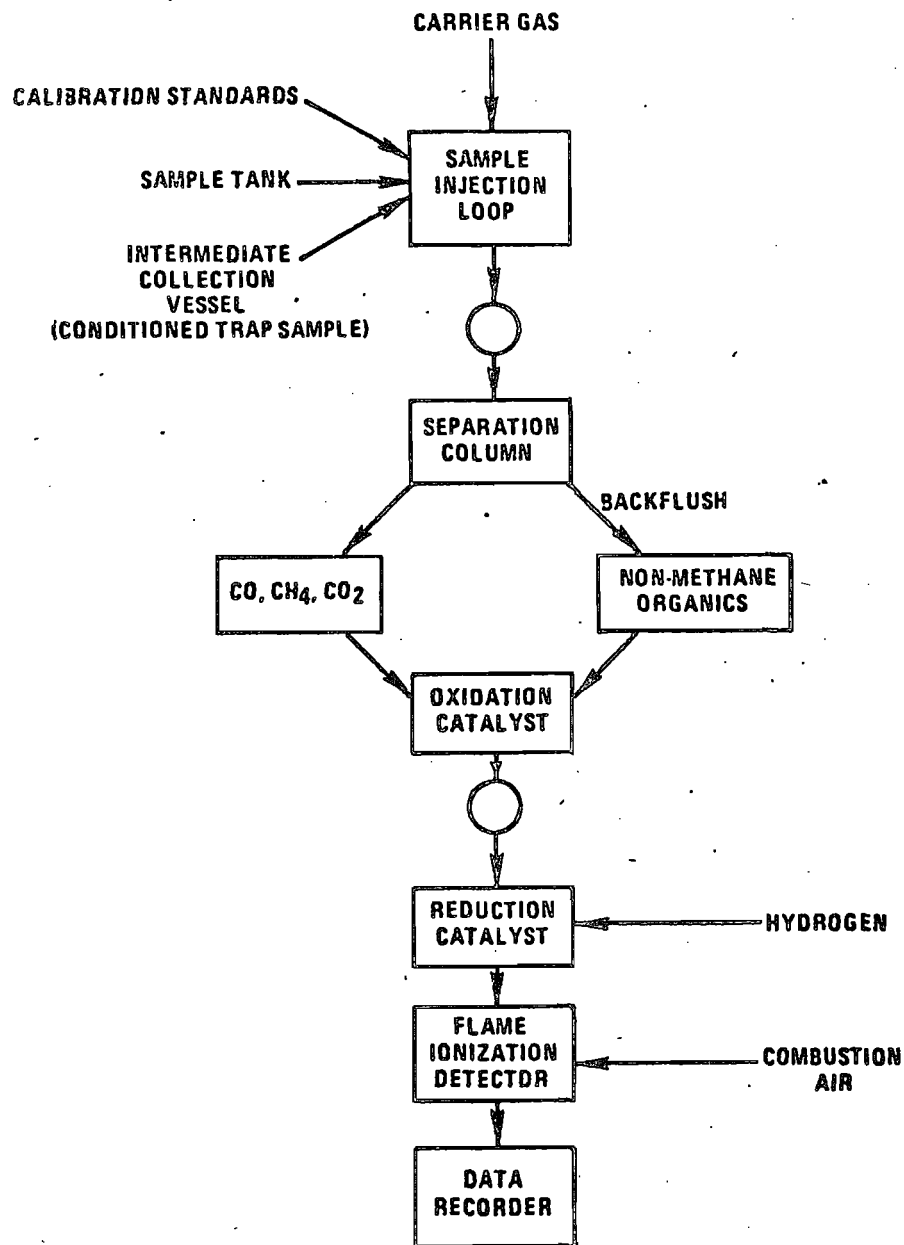 CARRIER GAS
CALIBRATION STANDARDS
SAMPLE
INJECTION
LOOP
SAMPLE TANK
INTERMEDIATE
COLLECTION
VESSEL
(CONDITIONED TRAP SAMPLE)
SEPARATION
COLUMN
BACKFLUSH
CO, CH4, CO2
NON-METHANE
ORGANICS
OXIDATION
CATALYST
REDUCTION
CATALYST
HYDROGEN
FLAME
IONIZATION
DETECTOR
COMBUSTION
AIR
DATA
RECORDER